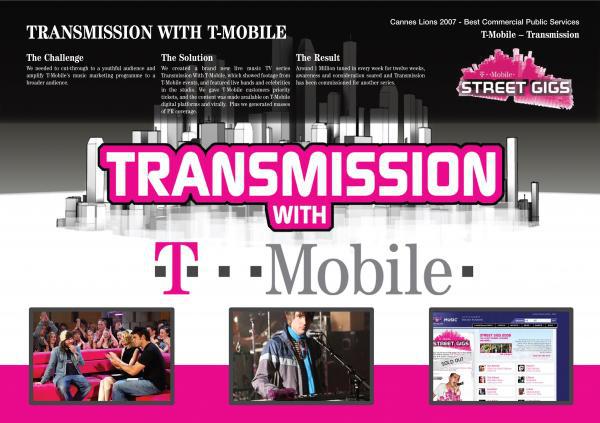 TRANSMISSION WITH T-MOBILE
Cannes Lions 2007 - Best Commercial Public Services
T-Mobile – Transmission
The Challenge
We needed to cut-through to a youthful audience and
amplify T-Mobile's music marketing programme to a
broader audience.
The Solution
We created a brand new live music TV series
Transmission With T-Mobile, which showed footage from
T-Mobile events, and featured live bands and celebrities
in the studio. We gave T-Mobile customers priority
tickets, and the content was made available on T-Mobile
digital platforms and virally. Plus we generated masses
of PR coverage.
The Result
Around 1 Million tuned in every week for twelve weeks,
awareness and consideration soared and Transmission
has been commissioned for another series.
T··Mobile·
STREET GIGS
TRANSMISSION
WITH
·T···Mobile·
MUSIC
STREET GIGS
STREET GIGS 2006
SOLD OUT